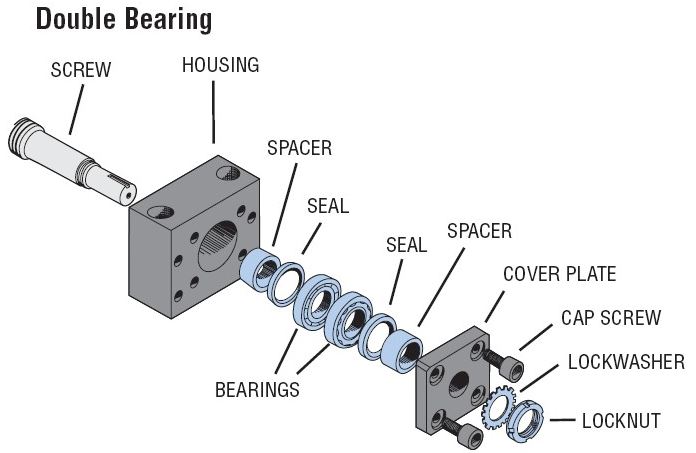 Double Bearing
SCREW
HOUSING
SPACER
SEAL
SEAL
SPACER
COVER PLATE
CAP SCREW
LOCKWASHER
BEARINGS
LOCKNUT